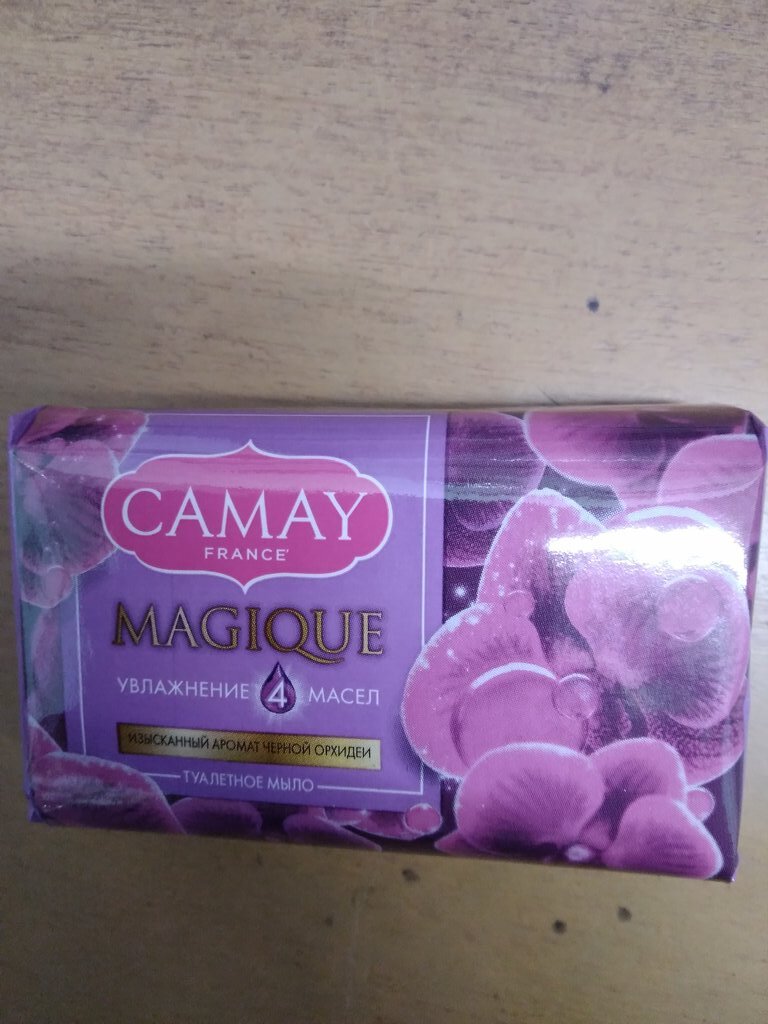 CAMAY
FRANCE
MAGIQUE
УВЛАЖНЕНИЕ 4 МАСЕЛ
ИЗЫСКАННЫЙ АРОМАТ ЧЕРНОЙ ОРХИДЕИ
ТУАЛЕТНОЕ МЫЛО